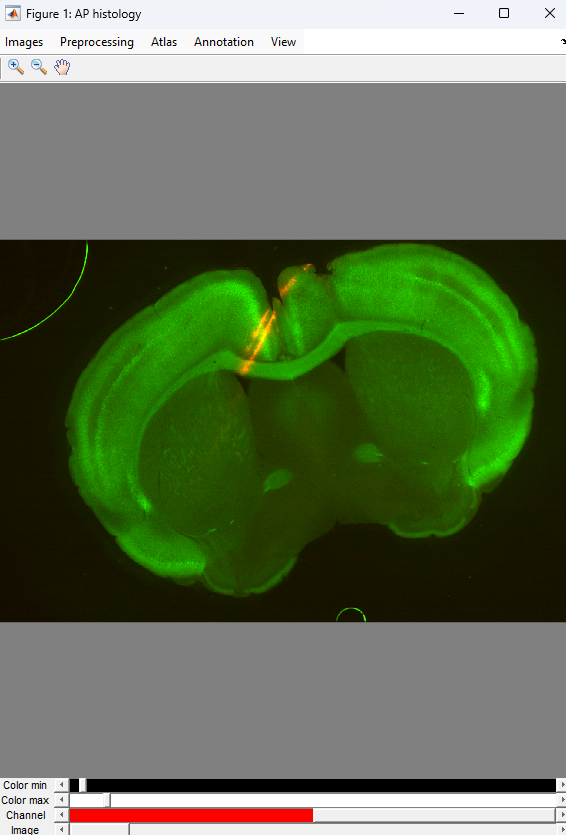 Figure 1: AP histology
Images Preprocessing Atlas Annotation View
Color min
Color max
Channel
Image